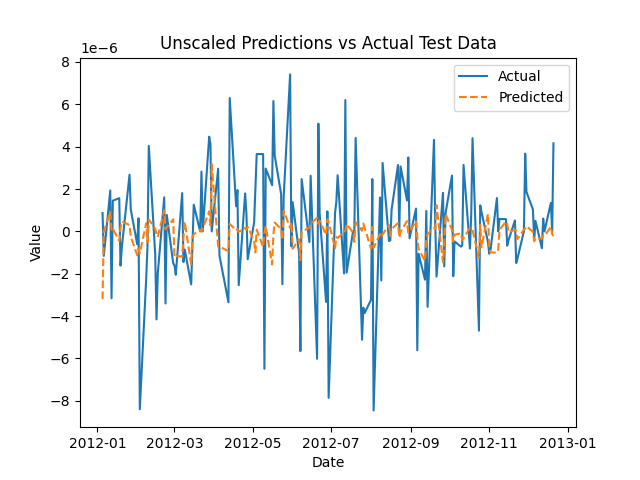 Unscaled Predictions vs Actual Test Data
1e−6
Actual
Predicted
8
6
4
2
0
−2
−4
−6
−8
Value
2012-01 2012-03 2012-05 2012-07 2012-09 2012-11 2013-01
Date